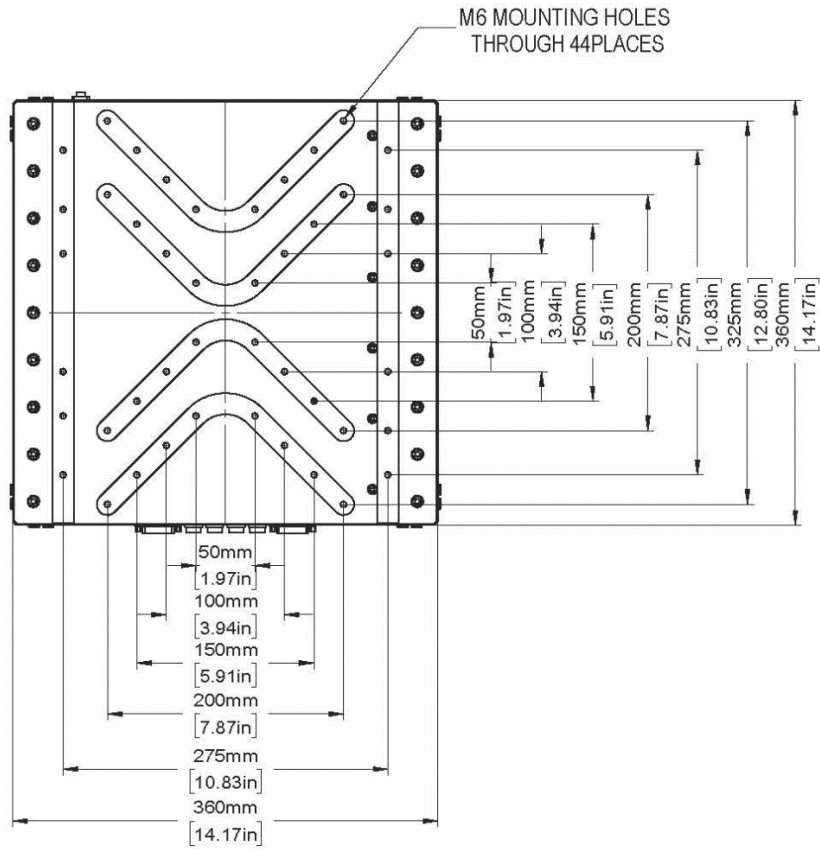 M6 MOUNTING HOLES
THROUGH 44PLACES
50mm
[1.97in]
100mm
[3.94in]
150mm
[5.91in]
200mm
[7.87in]
275mm
[10.83in]
325mm
[12.80in]
360mm
[14.17in]
50mm
[1.97in]
100mm
[3.94in]
150mm
[5.91in]
200mm
[7.87in]
275mm
[10.83in]
360mm
[14.17in]